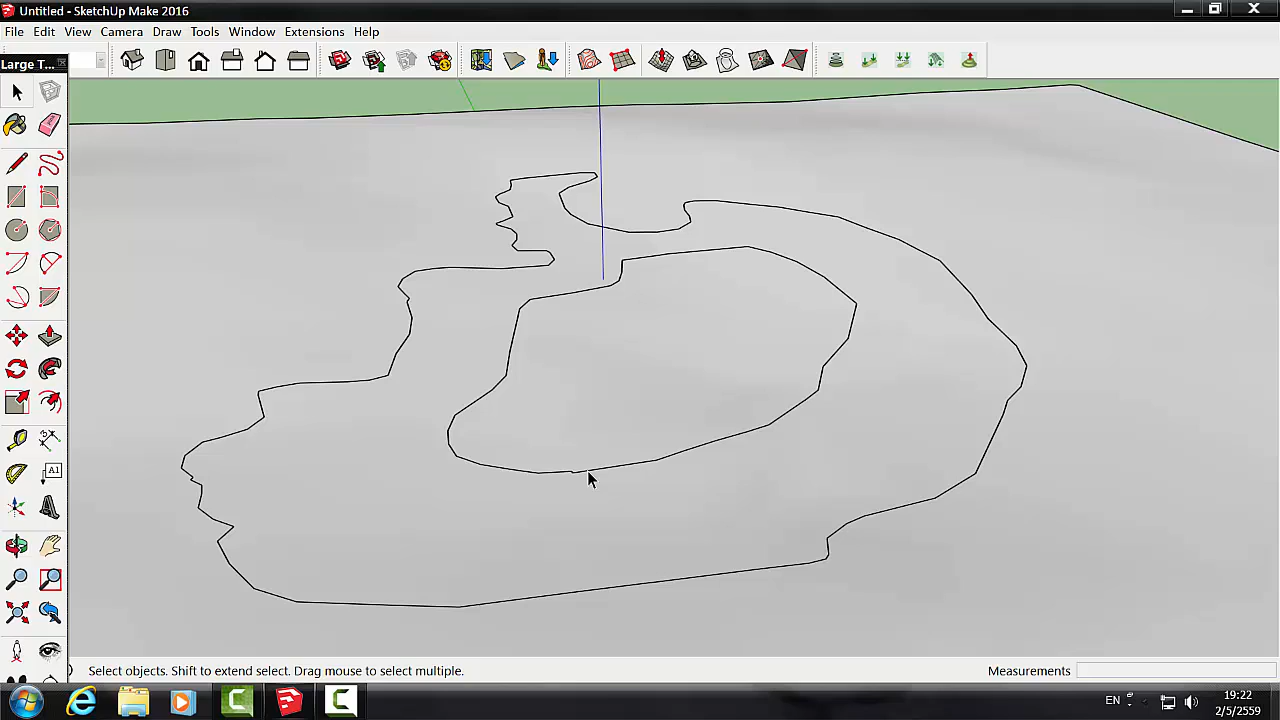 Untitled - SketchUp Make 2016
File Edit View Camera Draw Tools Window Extensions Help
Large T...
A1
Select objects. Shift to extend select. Drag mouse to select multiple.
Measurements
EN
19:22
2/5/2559